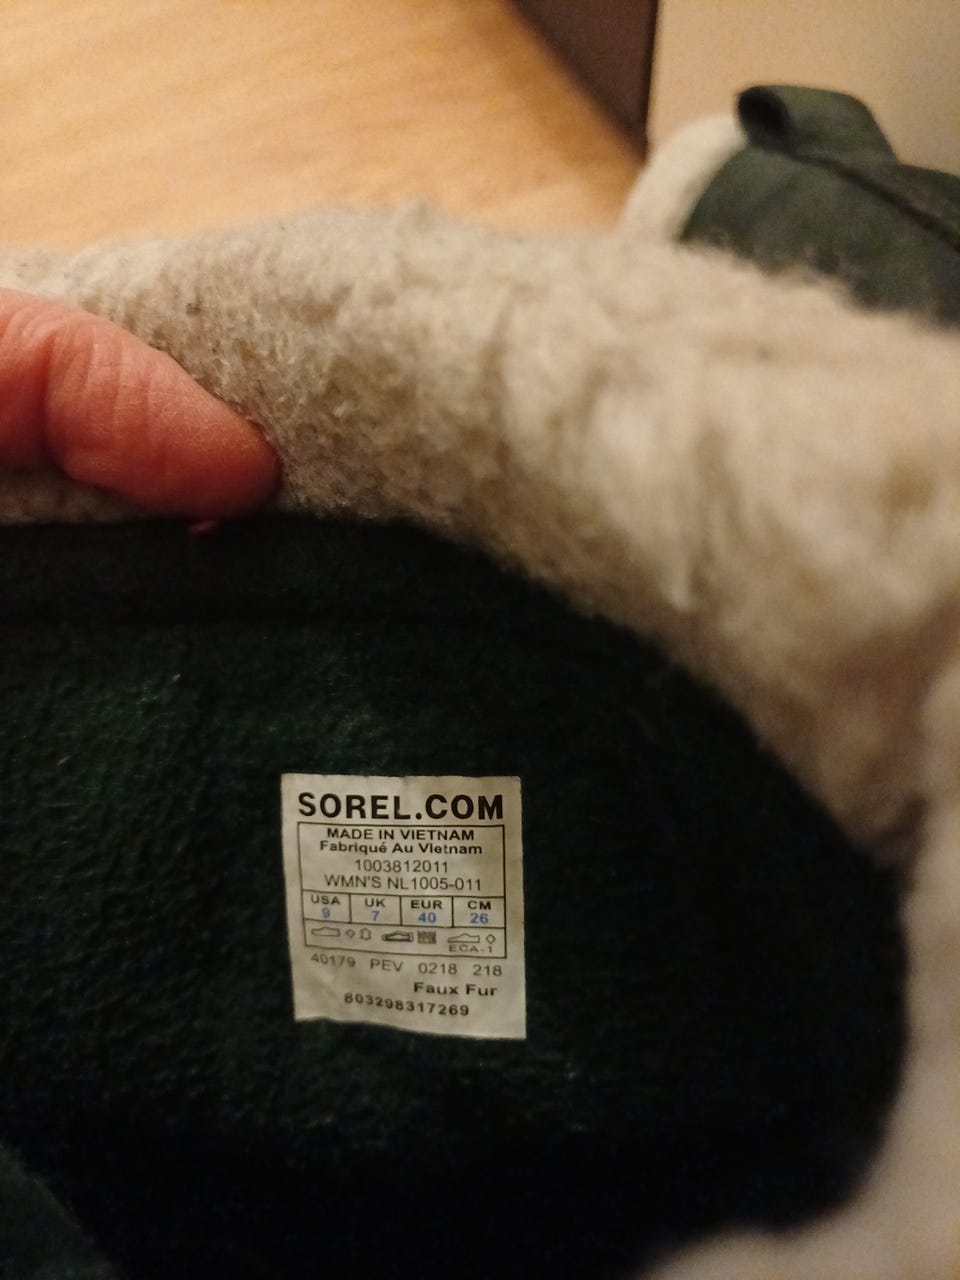 SOREL.COM
MADE IN VIETNAM
Fabriqué Au Vietnam
1003812011
WMN'S NL1005-011
USA UK EUR CM
9 7 40 26
ECA-1
40179 PEV 0218 218
Faux Fur
803298317269